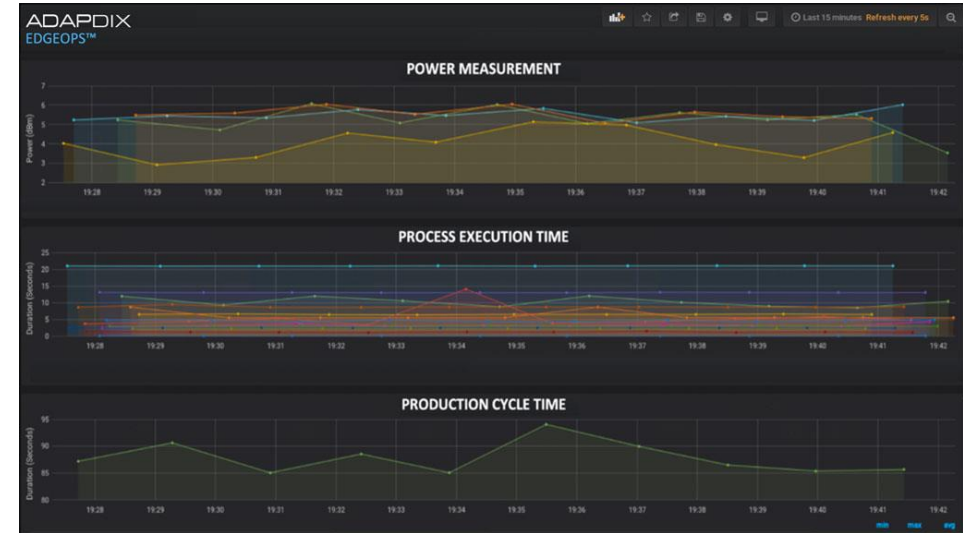 ADAPDIX
EDGEOPS™
Last 15 minutes Refresh every 5s
POWER MEASUREMENT
Power (dBm)
7
6
5
4
3
2
19:28 19:29 19:30 19:31 19:32 19:33 19:34 19:35 19:36 19:37 19:38 19:39 19:40 19:41 19:42
PROCESS EXECUTION TIME
Duration (Seconds)
25
20
15
10
5
0
19:28 19:29 19:30 19:31 19:32 19:33 19:34 19:35 19:36 19:37 19:38 19:39 19:40 19:41 19:42
PRODUCTION CYCLE TIME
Duration (Seconds)
95
90
85
80
19:28 19:29 19:30 19:31 19:32 19:33 19:34 19:35 19:36 19:37 19:38 19:39 19:40 19:41 19:42
min max avg